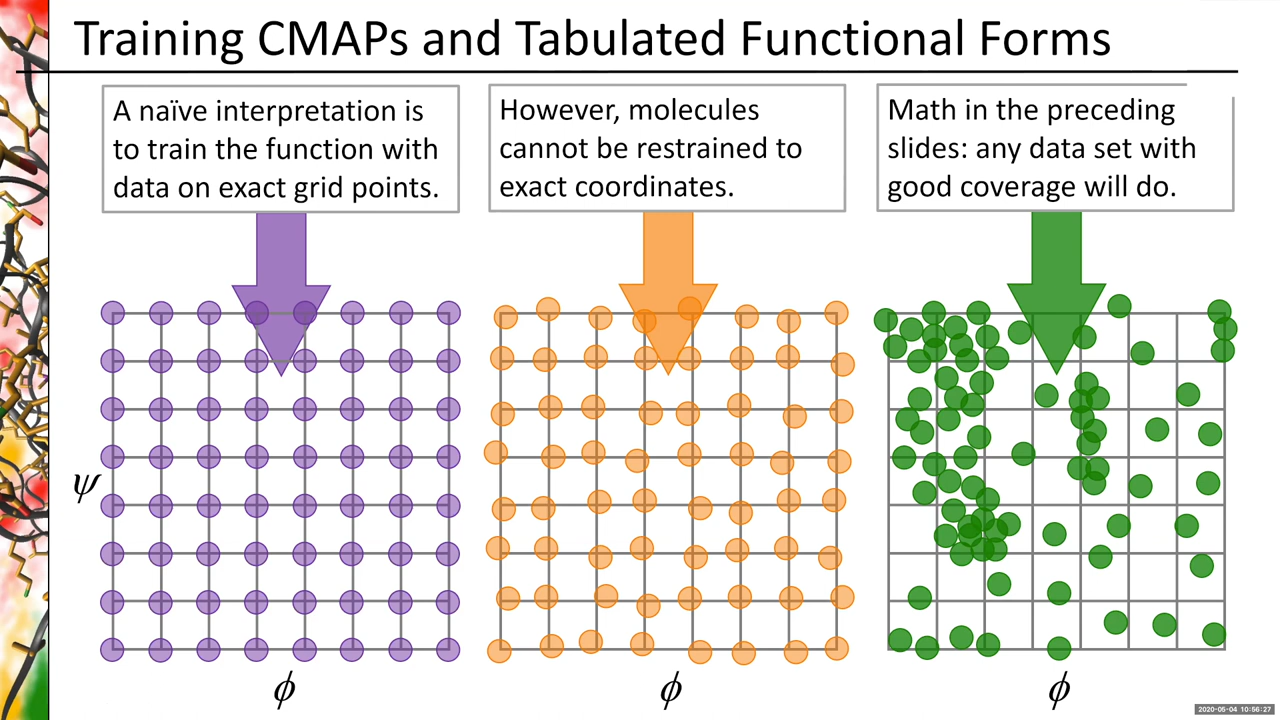 Training CMAPs and Tabulated Functional Forms
A naïve interpretation is
to train the function with
data on exact grid points.
However, molecules
cannot be restrained to
exact coordinates.
Math in the preceding
slides: any data set with
good coverage will do.
ψ
ϕ
ϕ
ϕ
2020-05-04 10:56:27